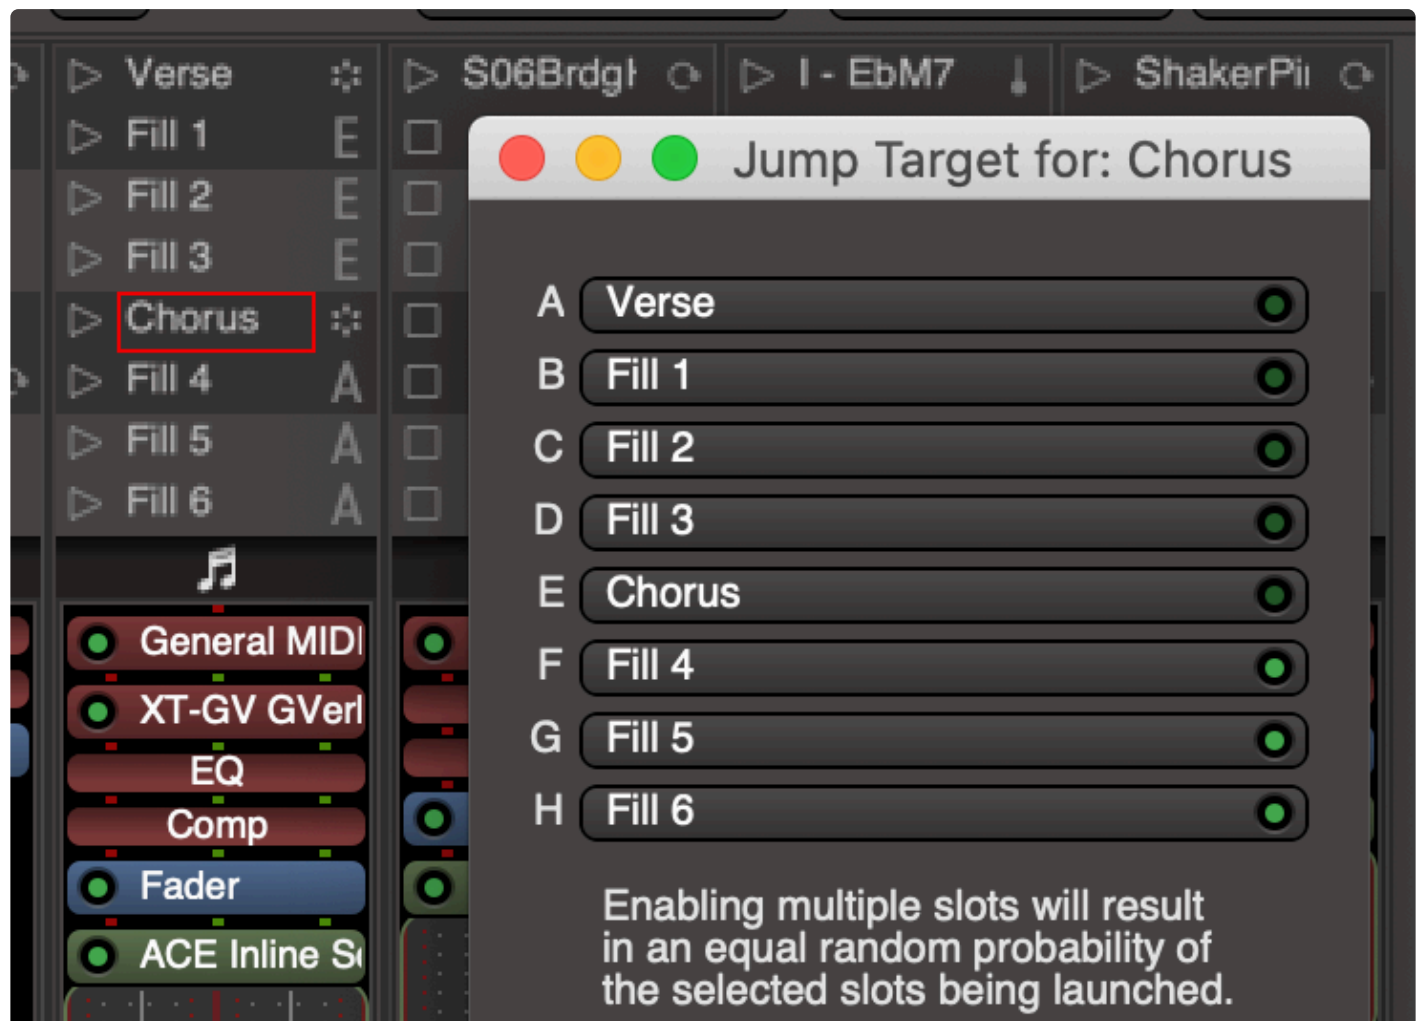 Verse
S06Brdg
I - EbM7
ShakerPi
Fill 1 E
Fill 2 E
Fill 3 E
Chorus
Fill 4 A
Fill 5 A
Fill 6 A
General MIDI
XT-GV GVer
EQ
Comp
Fader
ACE Inline S
Jump Target for: Chorus
A Verse
B Fill 1
C Fill 2
D Fill 3
E Chorus
F Fill 4
G Fill 5
H Fill 6
Enabling multiple slots will result
in an equal random probability of
the selected slots being launched.